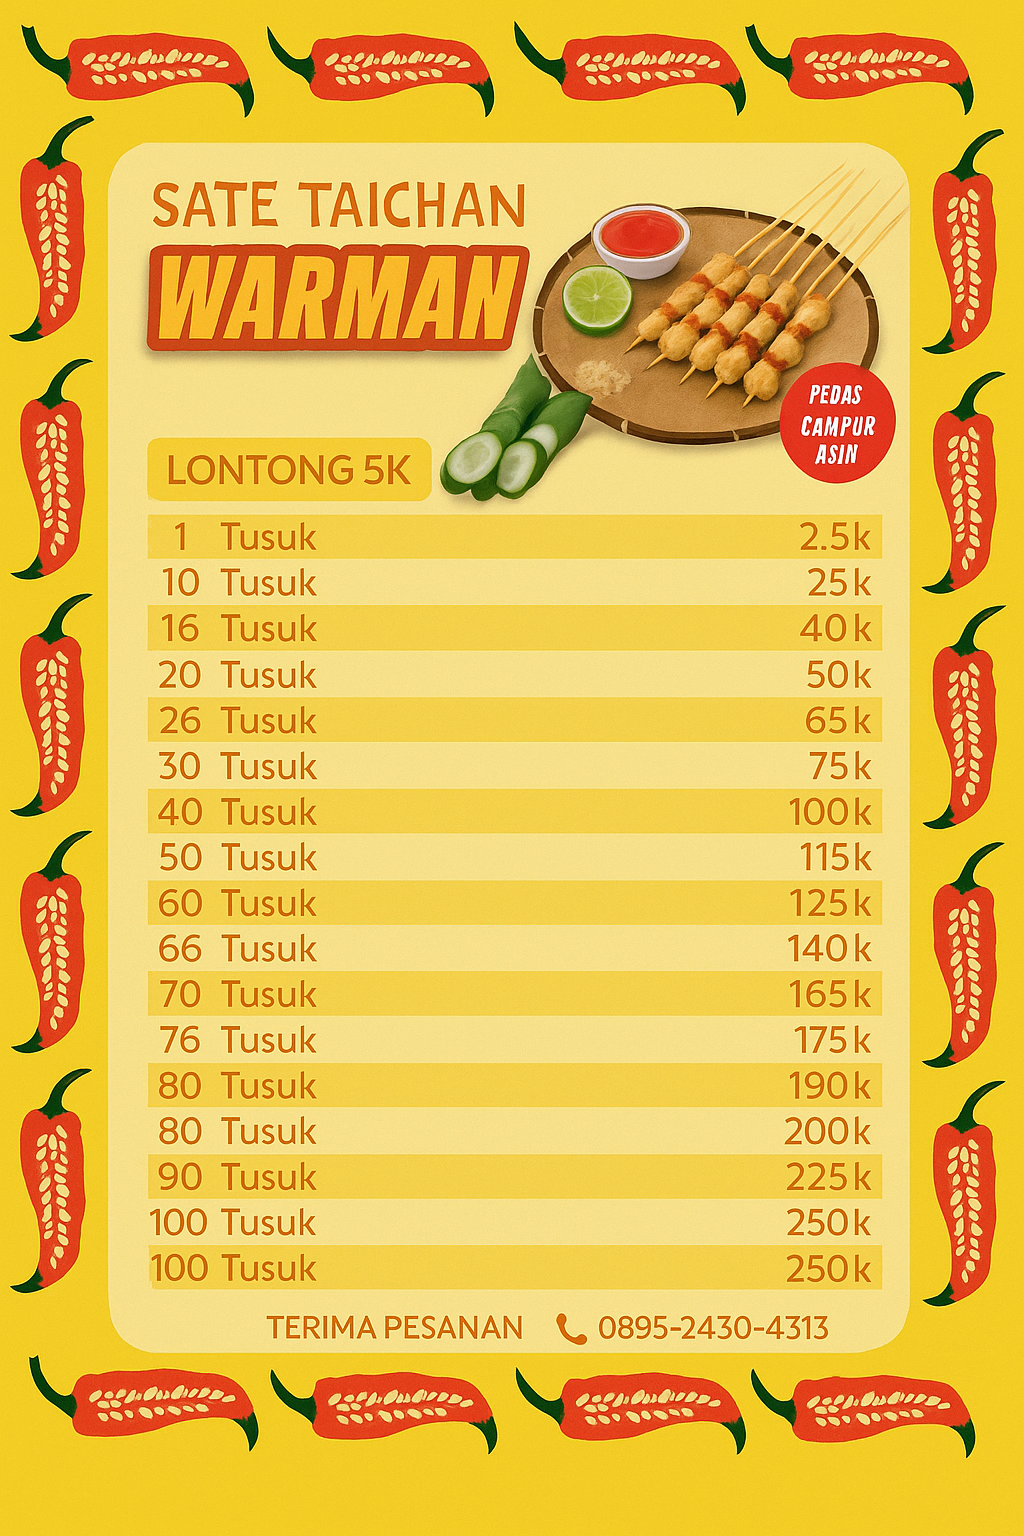 SATE TAICHAN
WARMAN
PEDAS
CAMPUR
ASIN
LONTONG 5K
1 Tusuk 2.5k
10 Tusuk 25k
16 Tusuk 40k
20 Tusuk 50k
26 Tusuk 65k
30 Tusuk 75k
40 Tusuk 100k
50 Tusuk 115k
60 Tusuk 125k
66 Tusuk 140k
70 Tusuk 165k
76 Tusuk 175k
80 Tusuk 190k
80 Tusuk 200k
90 Tusuk 225k
100 Tusuk 250k
100 Tusuk 250k
TERIMA PESANAN 0895-2430-4313